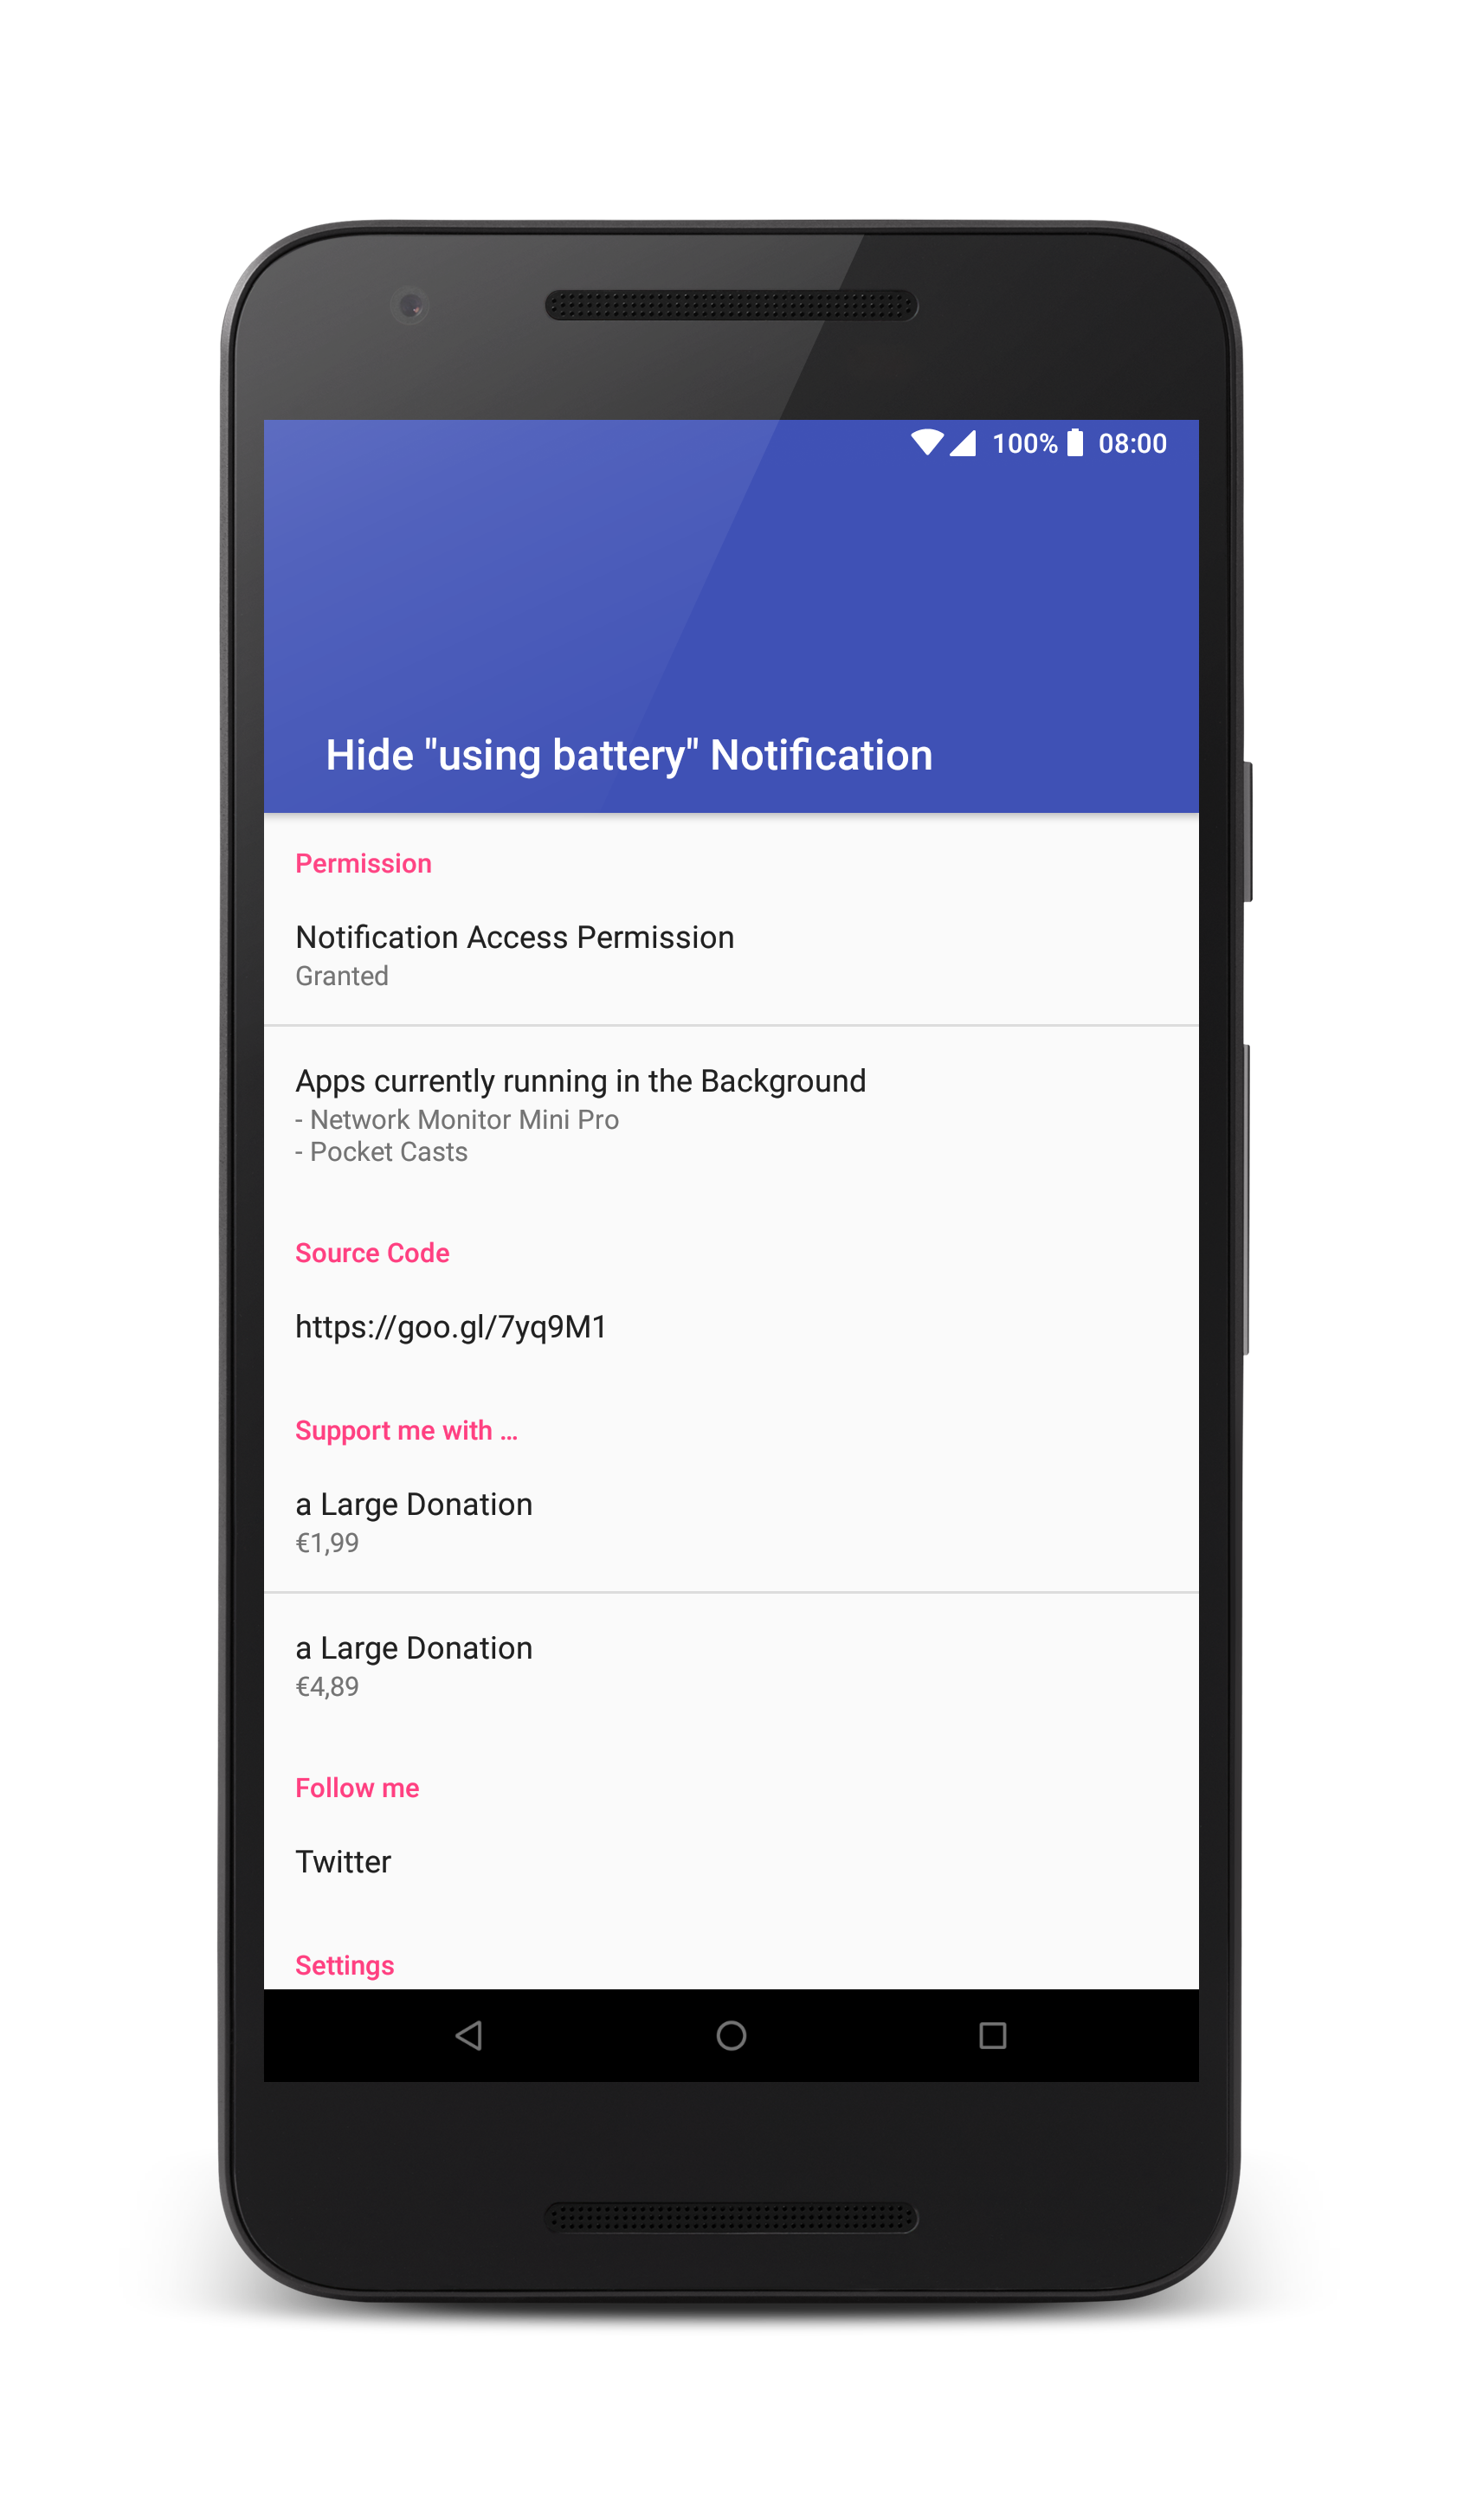 100% 08:00
Hide "using battery" Notification
Permission
Notification Access Permission
Granted
Apps currently running in the Background
- Network Monitor Mini Pro
- Pocket Casts
Source Code
https://goo.gl/7yq9M1
Support me with ...
a Large Donation
€1,99
a Large Donation
€4,89
Follow me
Twitter
Settings